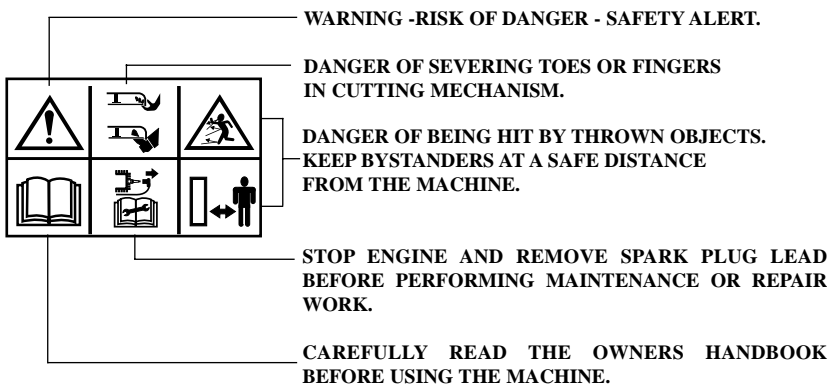 WARNING -RISK OF DANGER - SAFETY ALERT.
DANGER OF SEVERING TOES OR FINGERS
IN CUTTING MECHANISM.
DANGER OF BEING HIT BY THROWN OBJECTS.
KEEP BYSTANDERS AT A SAFE DISTANCE
FROM THE MACHINE.
STOP ENGINE AND REMOVE SPARK PLUG LEAD
BEFORE PERFORMING MAINTENANCE OR REPAIR
WORK.
CAREFULLY READ THE OWNERS HANDBOOK
BEFORE USING THE MACHINE.